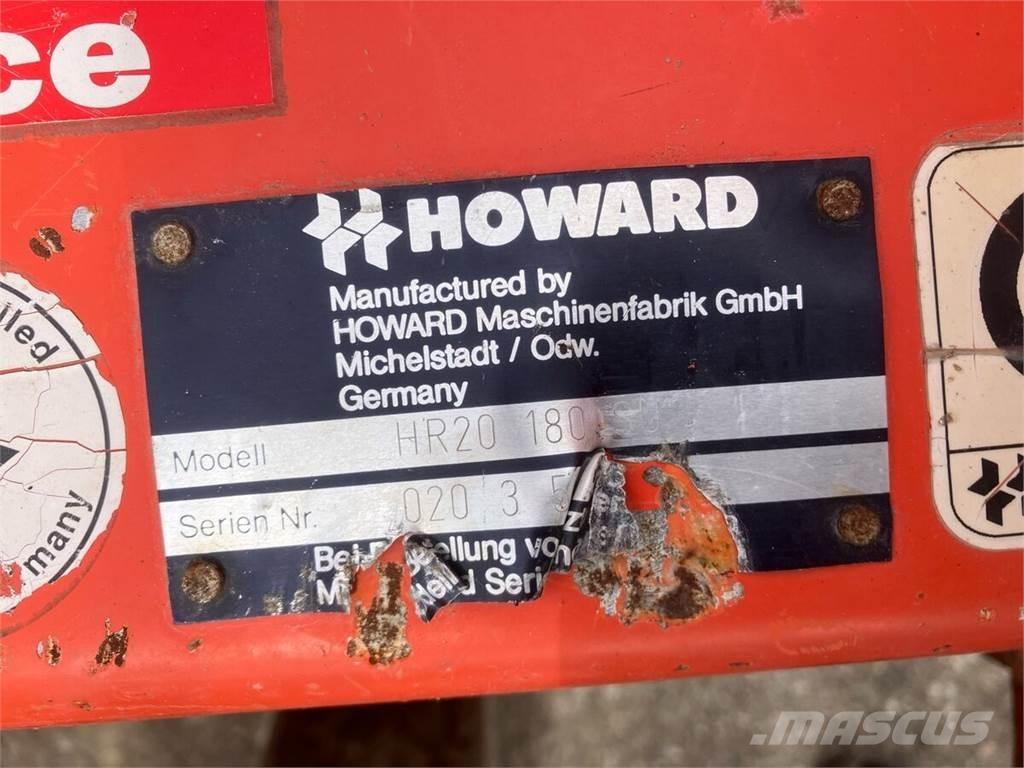 ce
HOWARD
Manufactured by
HOWARD Maschinenfabrik GmbH
Michelstadt / Odw.
Germany
Modell HR20 180
Serien Nr. 020 3 5
many
MASCUS